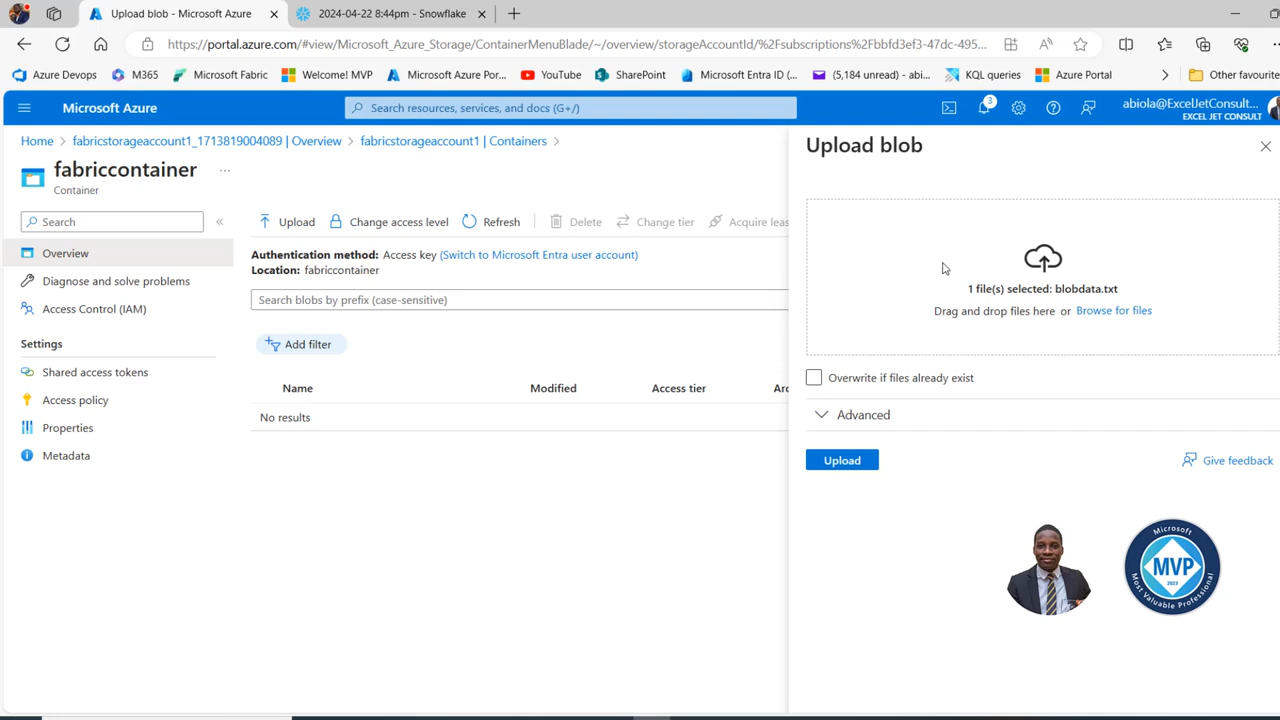 Upload blob - Microsoft Azure
2024-04-22 8:44pm - Snowflake
https://portal.azure.com/#view/Microsoft_Azure_Storage/ContainerMenuBlade/~/overview/storageAccountId/%2Fsubscriptions%2Fbbfd3ef3-47dc-495...
Azure Devops
M365
Microsoft Fabric
Welcome! MVP
Microsoft Azure Por...
YouTube
SharePoint
Microsoft Entra ID (...
(5,184 unread) - abi...
KQL queries
Azure Portal
Other favourite
Microsoft Azure
Search resources, services, and docs (G+/)
3
abiola@ExcelJetConsult...
EXCEL JET CONSULT
Home > fabricstorageaccount1_1713819004089 | Overview > fabricstorageaccount1 | Containers >
fabriccontainer
...
Container
Search
Overview
Diagnose and solve problems
Access Control (IAM)
Settings
Shared access tokens
Access policy
Properties
Metadata
Upload
Change access level
Refresh
Delete
Change tier
Acquire leas
Authentication method: Access key (Switch to Microsoft Entra user account)
Location: fabriccontainer
Search blobs by prefix (case-sensitive)
Add filter
Name
Modified
Access tier
Arc
No results
Upload blob
1 file(s) selected: blobdata.txt
Drag and drop files here or Browse for files
Overwrite if files already exist
Advanced
Upload
Give feedback
Microsoft
MVP
2023
Most Valuable Professional